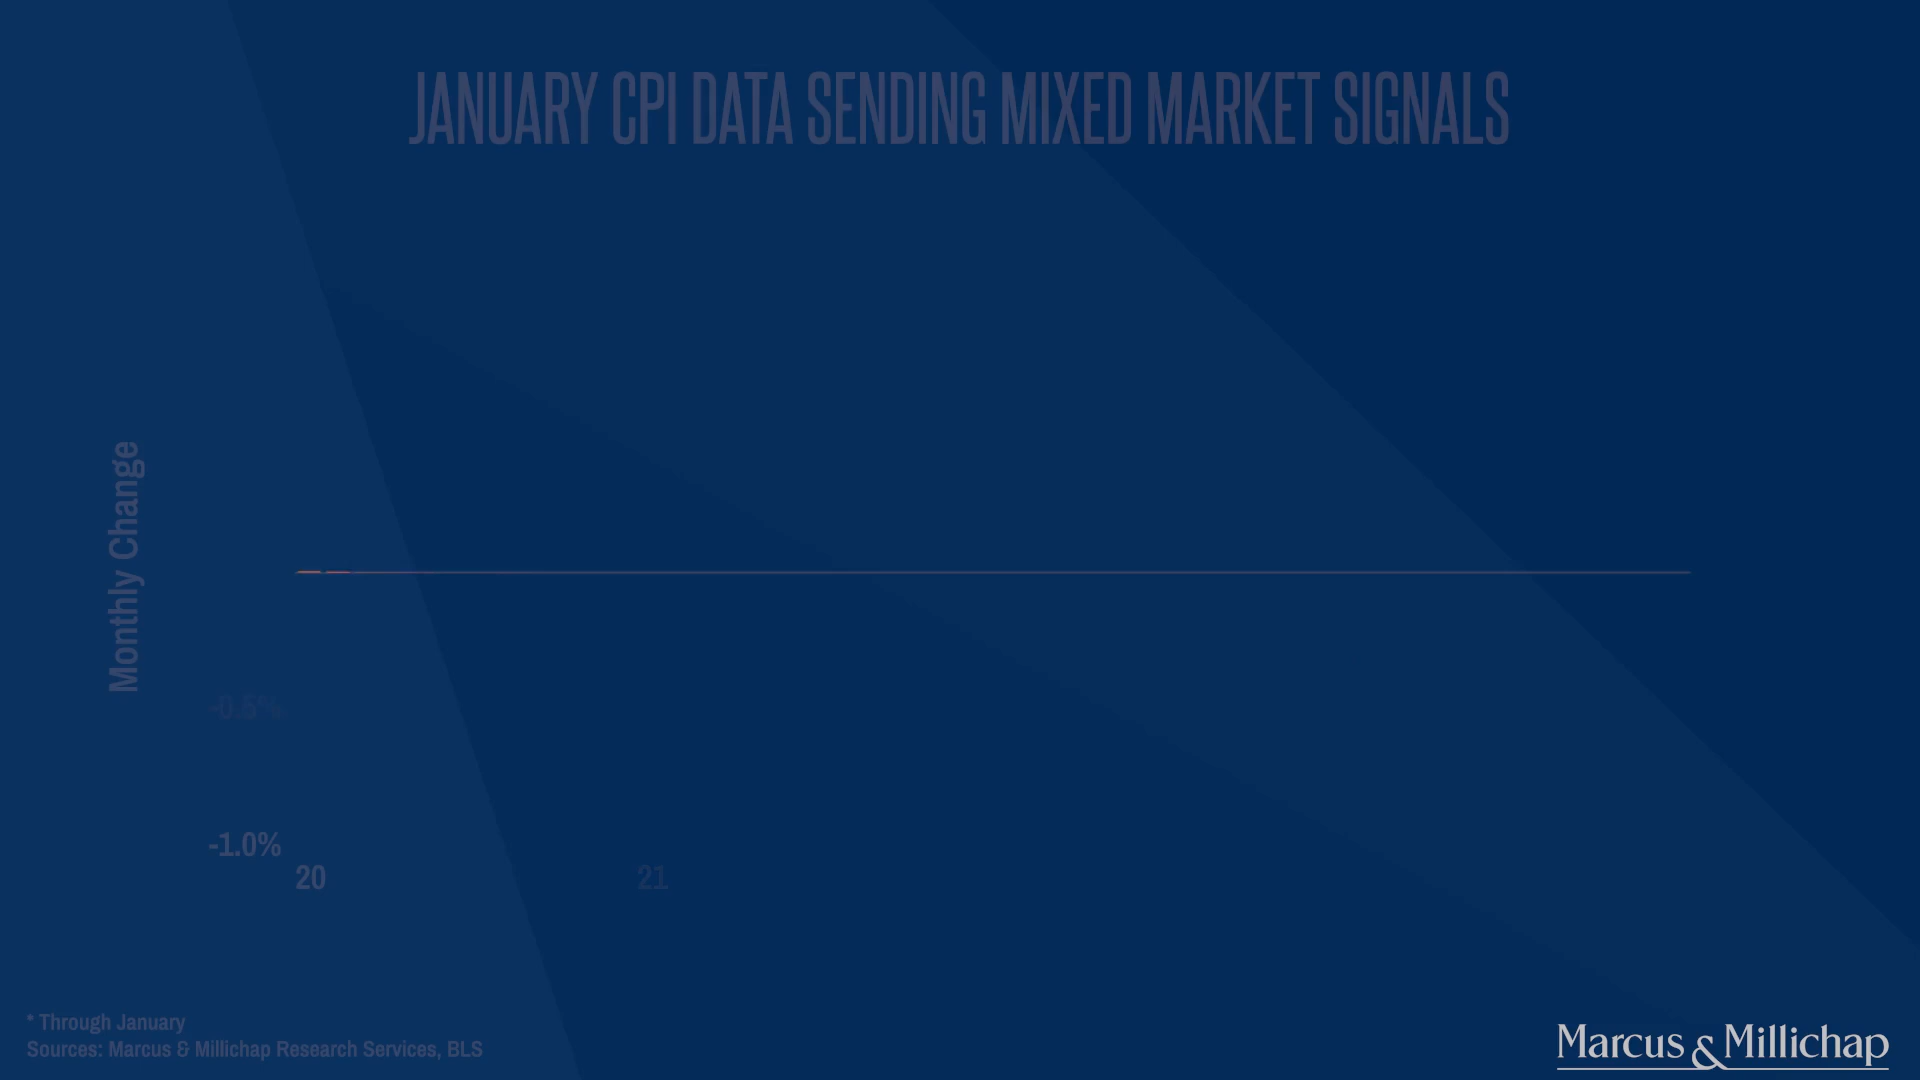 JANUARY CPI DATA SENDING MIXED MARKET SIGNALS
Monthly Change
-0.5%
-1.0%
20 21
* Through January
Sources: Marcus & Millichap Research Services, BLS
Marcus & Millichap